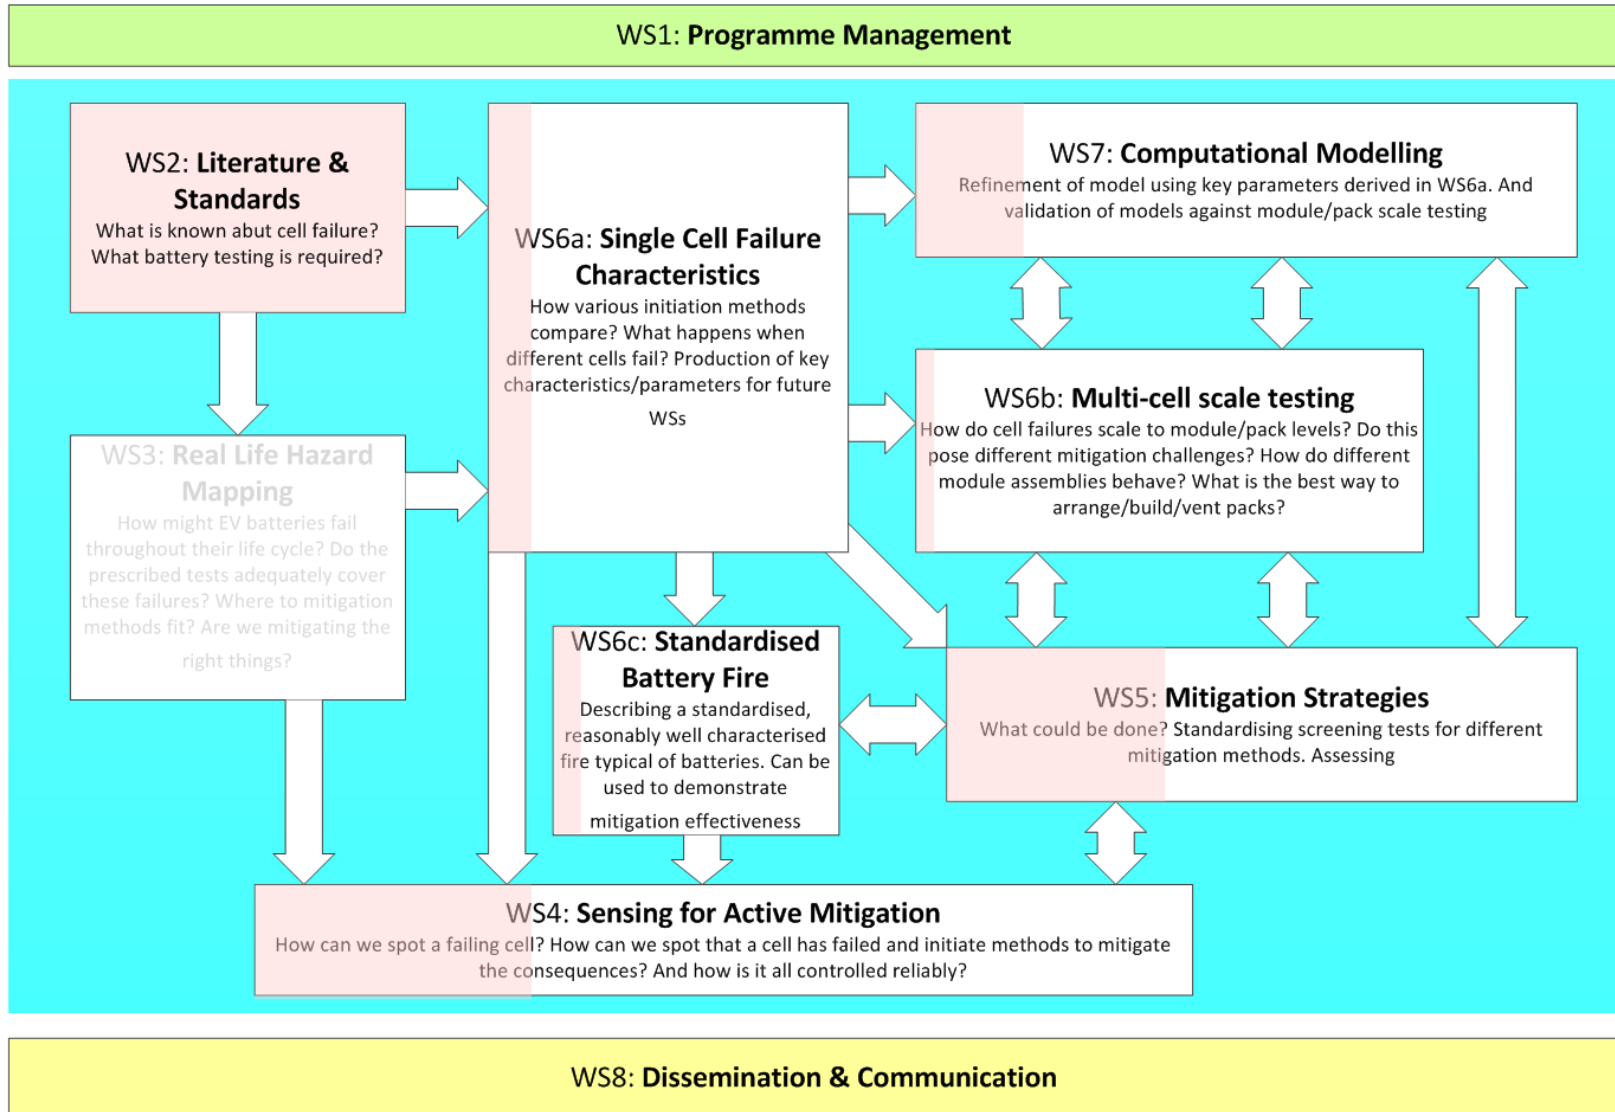 WS1: Programme Management
WS2: Literature &
Standards
What is known abut cell failure?
What battery testing is required?
WS6a: Single Cell Failure
Characteristics
How various initiation methods
compare? What happens when
different cells fail? Production of key
characteristics/parameters for future
WSs
WS7: Computational Modelling
Refinement of model using key parameters derived in WS6a. And
validation of models against module/pack scale testing
WS3: Real Life Hazard
Mapping
How might EV batteries fail
throughout their life cycle? Do the
prescribed tests adequately cover
these failures? Where to mitigation
methods fit? Are we mitigating the
right things?
WS6b: Multi-cell scale testing
How do cell failures scale to module/pack levels? Do this
pose different mitigation challenges? How do different
module assemblies behave? What is the best way to
arrange/build/vent packs?
WS6c: Standardised
Battery Fire
Describing a standardised,
reasonably well characterised
fire typical of batteries. Can be
used to demonstrate
mitigation effectiveness
WS5: Mitigation Strategies
What could be done? Standardising screening tests for different
mitigation methods. Assessing
WS4: Sensing for Active Mitigation
How can we spot a failing cell? How can we spot that a cell has failed and initiate methods to mitigate
the consequences? And how is it all controlled reliably?
WS8: Dissemination & Communication